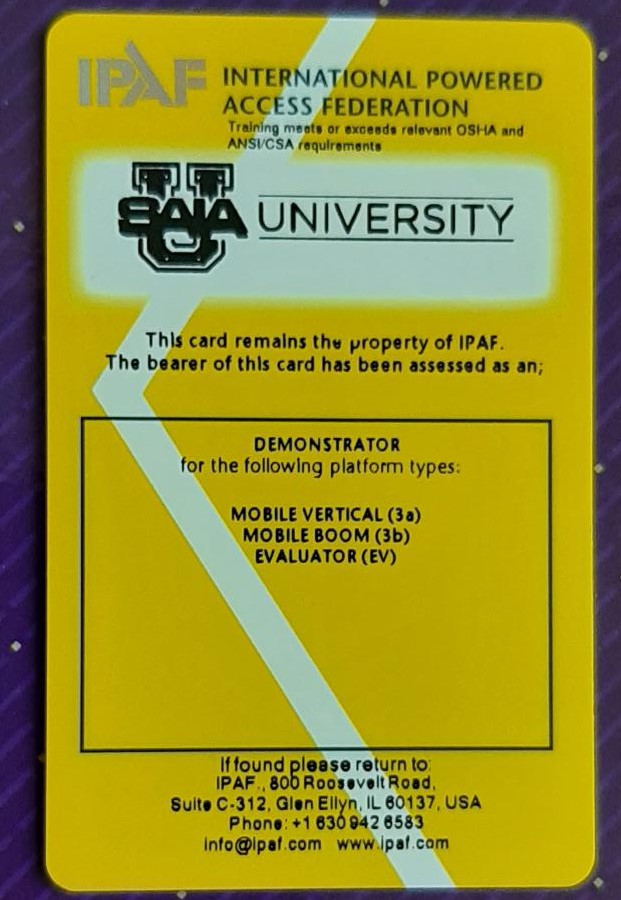 IPAF
INTERNATIONAL POWERED
ACCESS FEDERATION
Training meets or exceeds relevant OSHA and
ANSI/CSA requirements
U
SAIA UNIVERSITY
This card remains the property of IPAF.
The bearer of this card has been assessed as an;
DEMONSTRATOR
for the following platform types:
MOBILE VERTICAL (3a)
MOBILE BOOM (3b)
EVALUATOR (EV)
If found please return to:
IPAF., 800 Roosevelt Road,
Suite C-312, Glen Ellyn, IL 60137, USA
Phone: +1 630 942 6583
info@ipaf.com www.ipaf.com